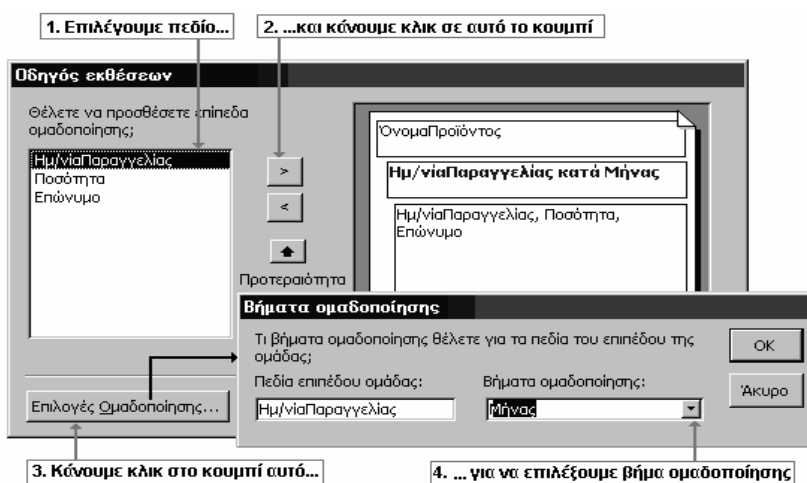 1. Επιλέγουμε πεδίο...
2. ...και κάνουμε κλικ σε αυτό το κουμπί
Οδηγός εκθέσεων
Θέλετε να προσθέσετε επίπεδα
ομαδοποίησης;
Ημ/νίαΠαραγγελίας
Ποσότητα
Επώνυμο
>
<
Προτεραιότητα
ΌνομαΠροϊόντος
Ημ/νίαΠαραγγελίας κατά Μήνας
Ημ/νίαΠαραγγελίας, Ποσότητα,
Επώνυμο
Βήματα ομαδοποίησης
Τι βήματα ομαδοποίησης θέλετε για τα πεδία του επιπέδου της
ομάδας;
Πεδία επιπέδου ομάδας:
Βήματα ομαδοποίησης:
Ημ/νίαΠαραγγελίας
Μήνας
OK
Άκυρο
Επιλογές Ομαδοποίησης...
3. Κάνουμε κλικ στο κουμπί αυτό...
4. ... για να επιλέξουμε βήμα ομαδοποίησης